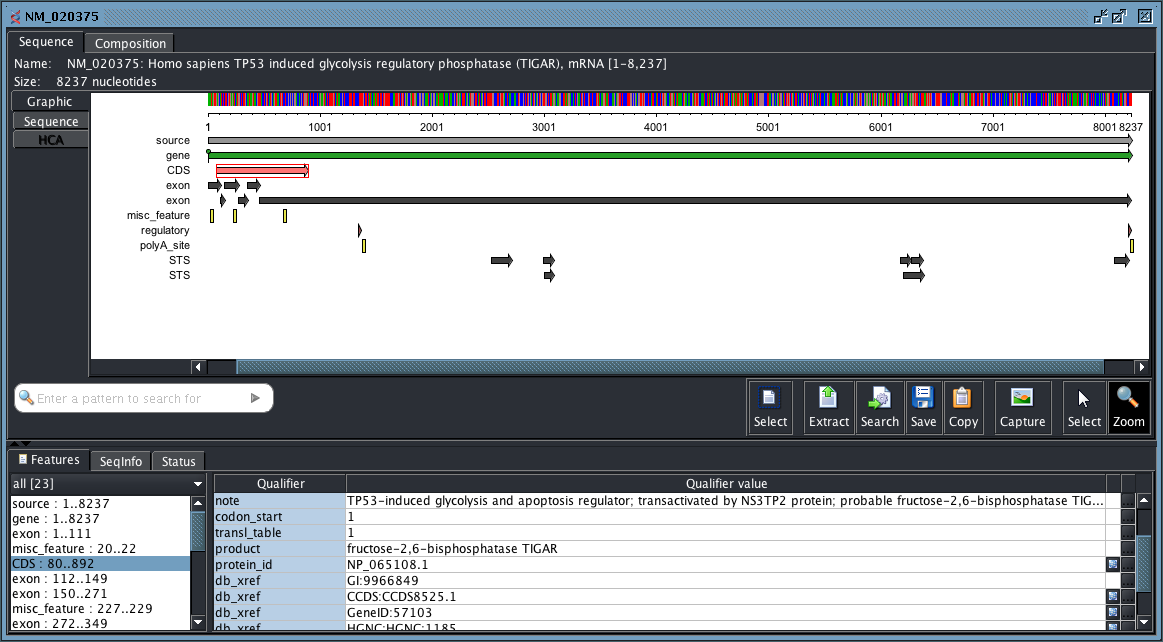 NM_020375
Sequence Composition
Name: NM_020375: Homo sapiens TP53 induced glycolysis regulatory phosphatase (TIGAR), mRNA [1-8,237]
Size: 8237 nucleotides
Graphic
Sequence
HCA
1 1001 2001 3001 4001 5001 6001 7001 8001 8237
source
gene
CDS
exon
exon
misc_feature
regulatory
polyA_site
STS
STS
Enter a pattern to search for
Select Extract Search Save Copy Capture Select Zoom
Features SeqInfo Status
all [23]
source : 1..8237
gene : 1..8237
exon : 1..111
misc_feature : 20..22
CDS : 80..892
exon : 112..149
exon : 150..271
misc_feature : 227..229
exon : 272..349
Qualifier Qualifier value
note TP53-induced glycolysis and apoptosis regulator; transactivated by NS3TP2 protein; probable fructose-2,6-bisphosphatase TIG...
codon_start 1
transl_table 1
product fructose-2,6-bisphosphatase TIGAR
protein_id NP_065108.1
db_xref GI:9966849
db_xref CCDS:CCDS8525.1
db_xref GeneID:57103
db_xref HGNC:HGNC:1185